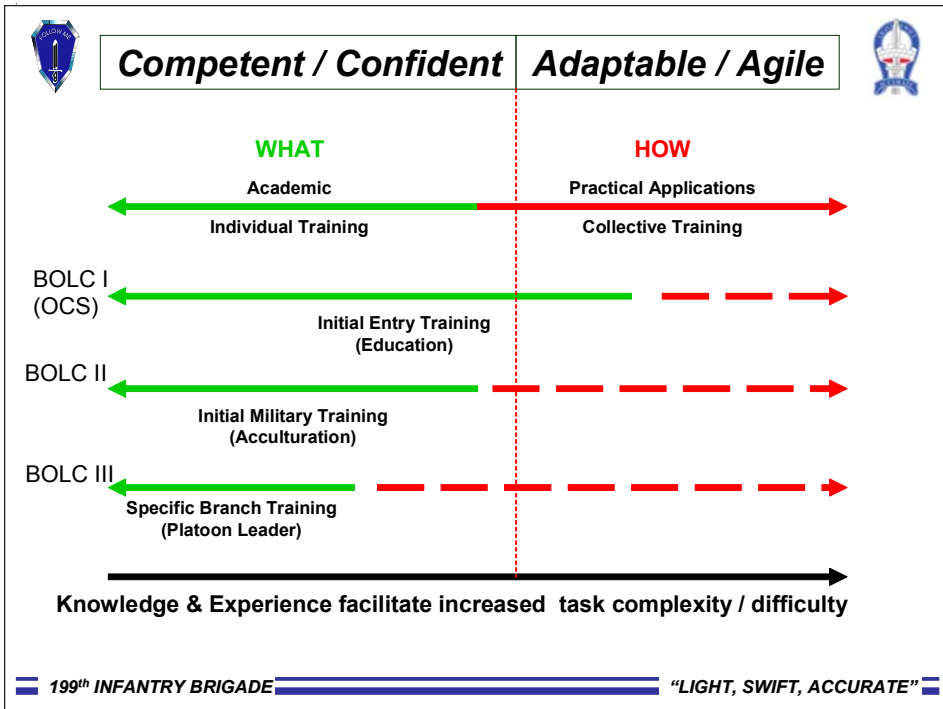 FOLLOW ME
Competent / Confident
Adaptable / Agile
WHAT
HOW
Academic
Practical Applications
Individual Training
Collective Training
BOLC I
(OCS)
Initial Entry Training
(Education)
BOLC II
Initial Military Training
(Acculturation)
BOLC III
Specific Branch Training
(Platoon Leader)
Knowledge & Experience facilitate increased task complexity / difficulty
199th INFANTRY BRIGADE
“LIGHT, SWIFT, ACCURATE”